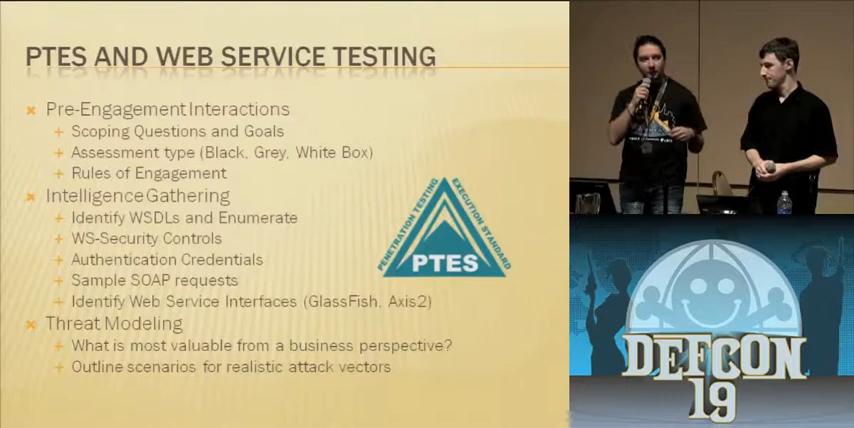 PTES AND WEB SERVICE TESTING
Pre-Engagement Interactions
Scoping Questions and Goals
Assessment type (Black, Grey, White Box)
Rules of Engagement
Intelligence Gathering
Identify WSDLs and Enumerate
WS-Security Controls
Authentication Credentials
Sample SOAP requests
Identify Web Service Interfaces (GlassFish, Axis2)
Threat Modeling
What is most valuable from a business perspective?
Outline scenarios for realistic attack vectors
PENETRATION TESTING
EXECUTION STANDARD
PTES
DEFCON
19